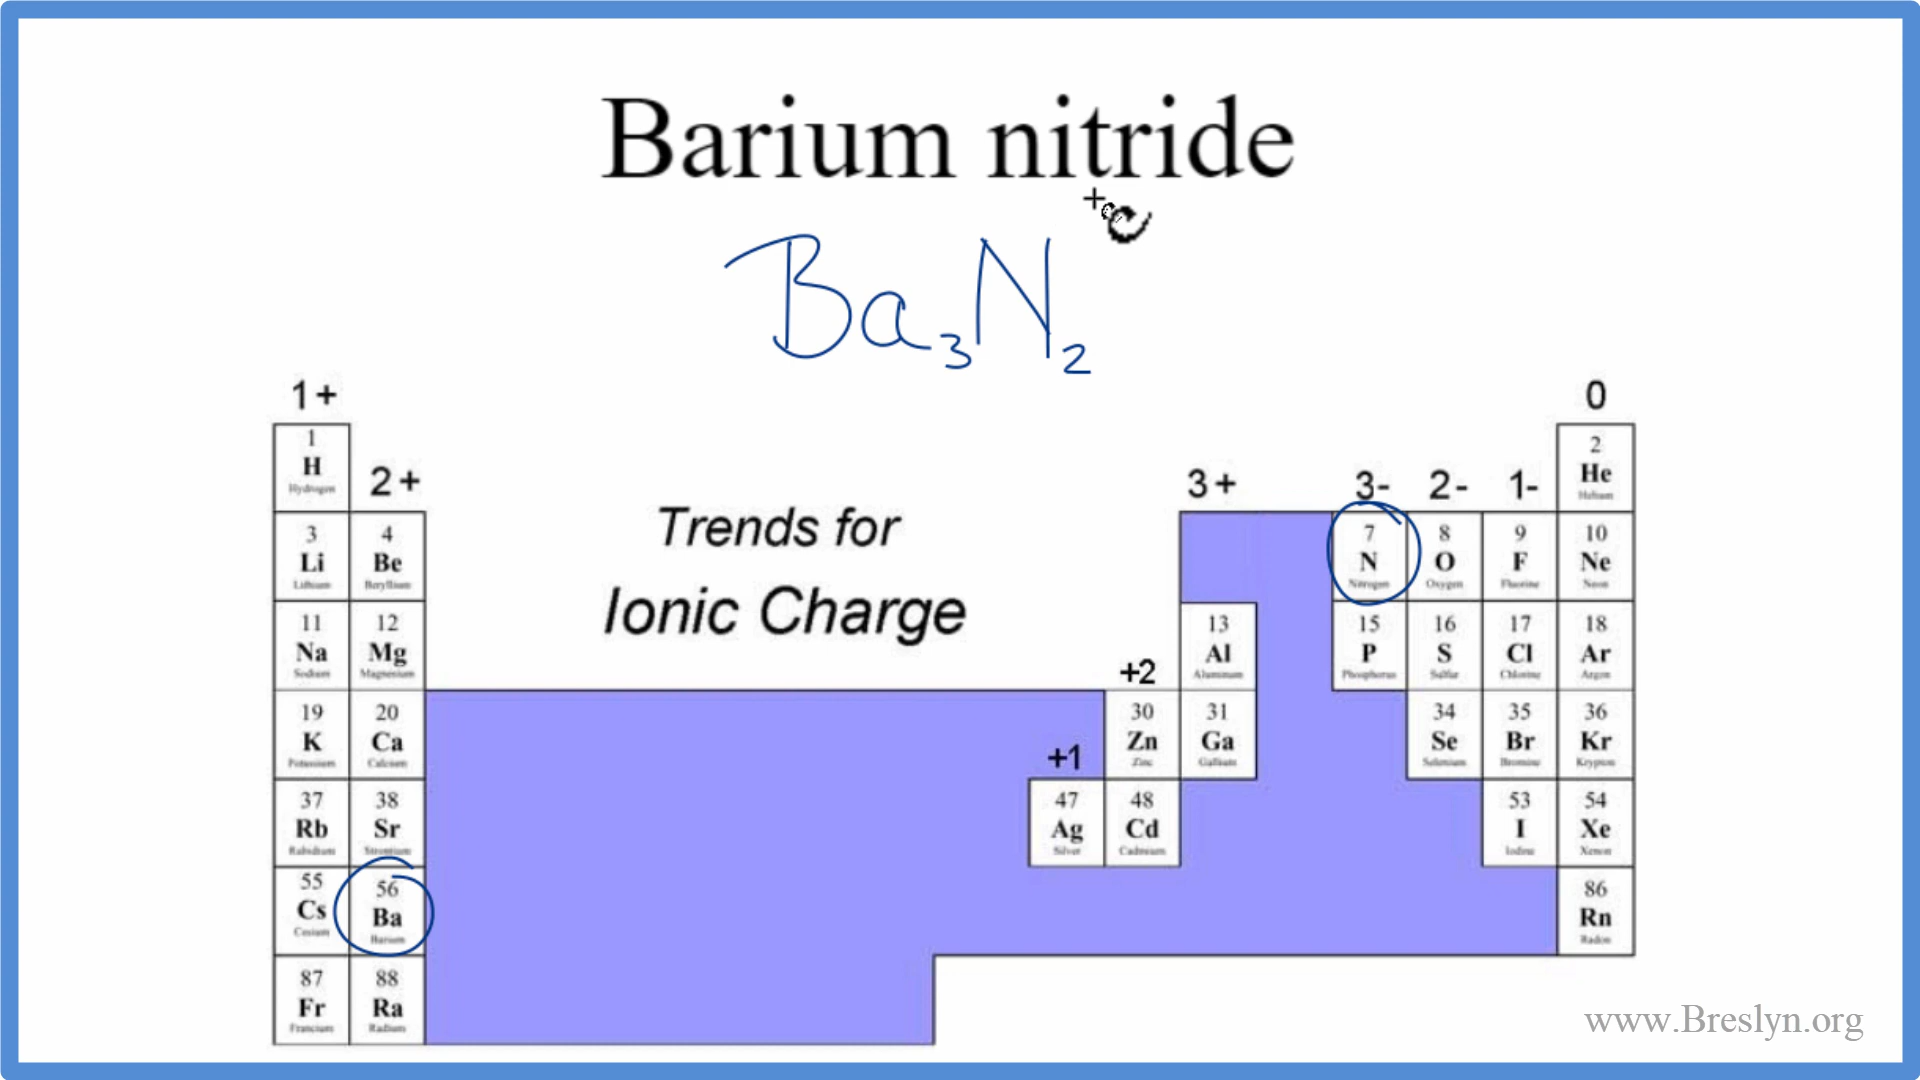 Barium nitride
Ba₃N₂
1+ 0
2+ 3+ 3- 2- 1-
1 H Hydrogen 2 He Helium
Trends for
Ionic Charge
3 Li Lithium 4 Be Beryllium 7 N Nitrogen 8 O Oxygen 9 F Fluorine 10 Ne Neon
11 Na Sodium 12 Mg Magnesium 13 Al Aluminum 15 P Phosphorus 16 S Sulfur 17 Cl Chlorine 18 Ar Argon
+2
19 K Potassium 20 Ca Calcium 30 Zn Zinc 31 Ga Gallium 34 Se Selenium 35 Br Bromine 36 Kr Krypton
+1
37 Rb Rubidium 38 Sr Strontium 47 Ag Silver 48 Cd Cadmium 53 I Iodine 54 Xe Xenon
55 Cs Cesium 56 Ba Barium 86 Rn Radon
87 Fr Francium 88 Ra Radium
www.Breslyn.org